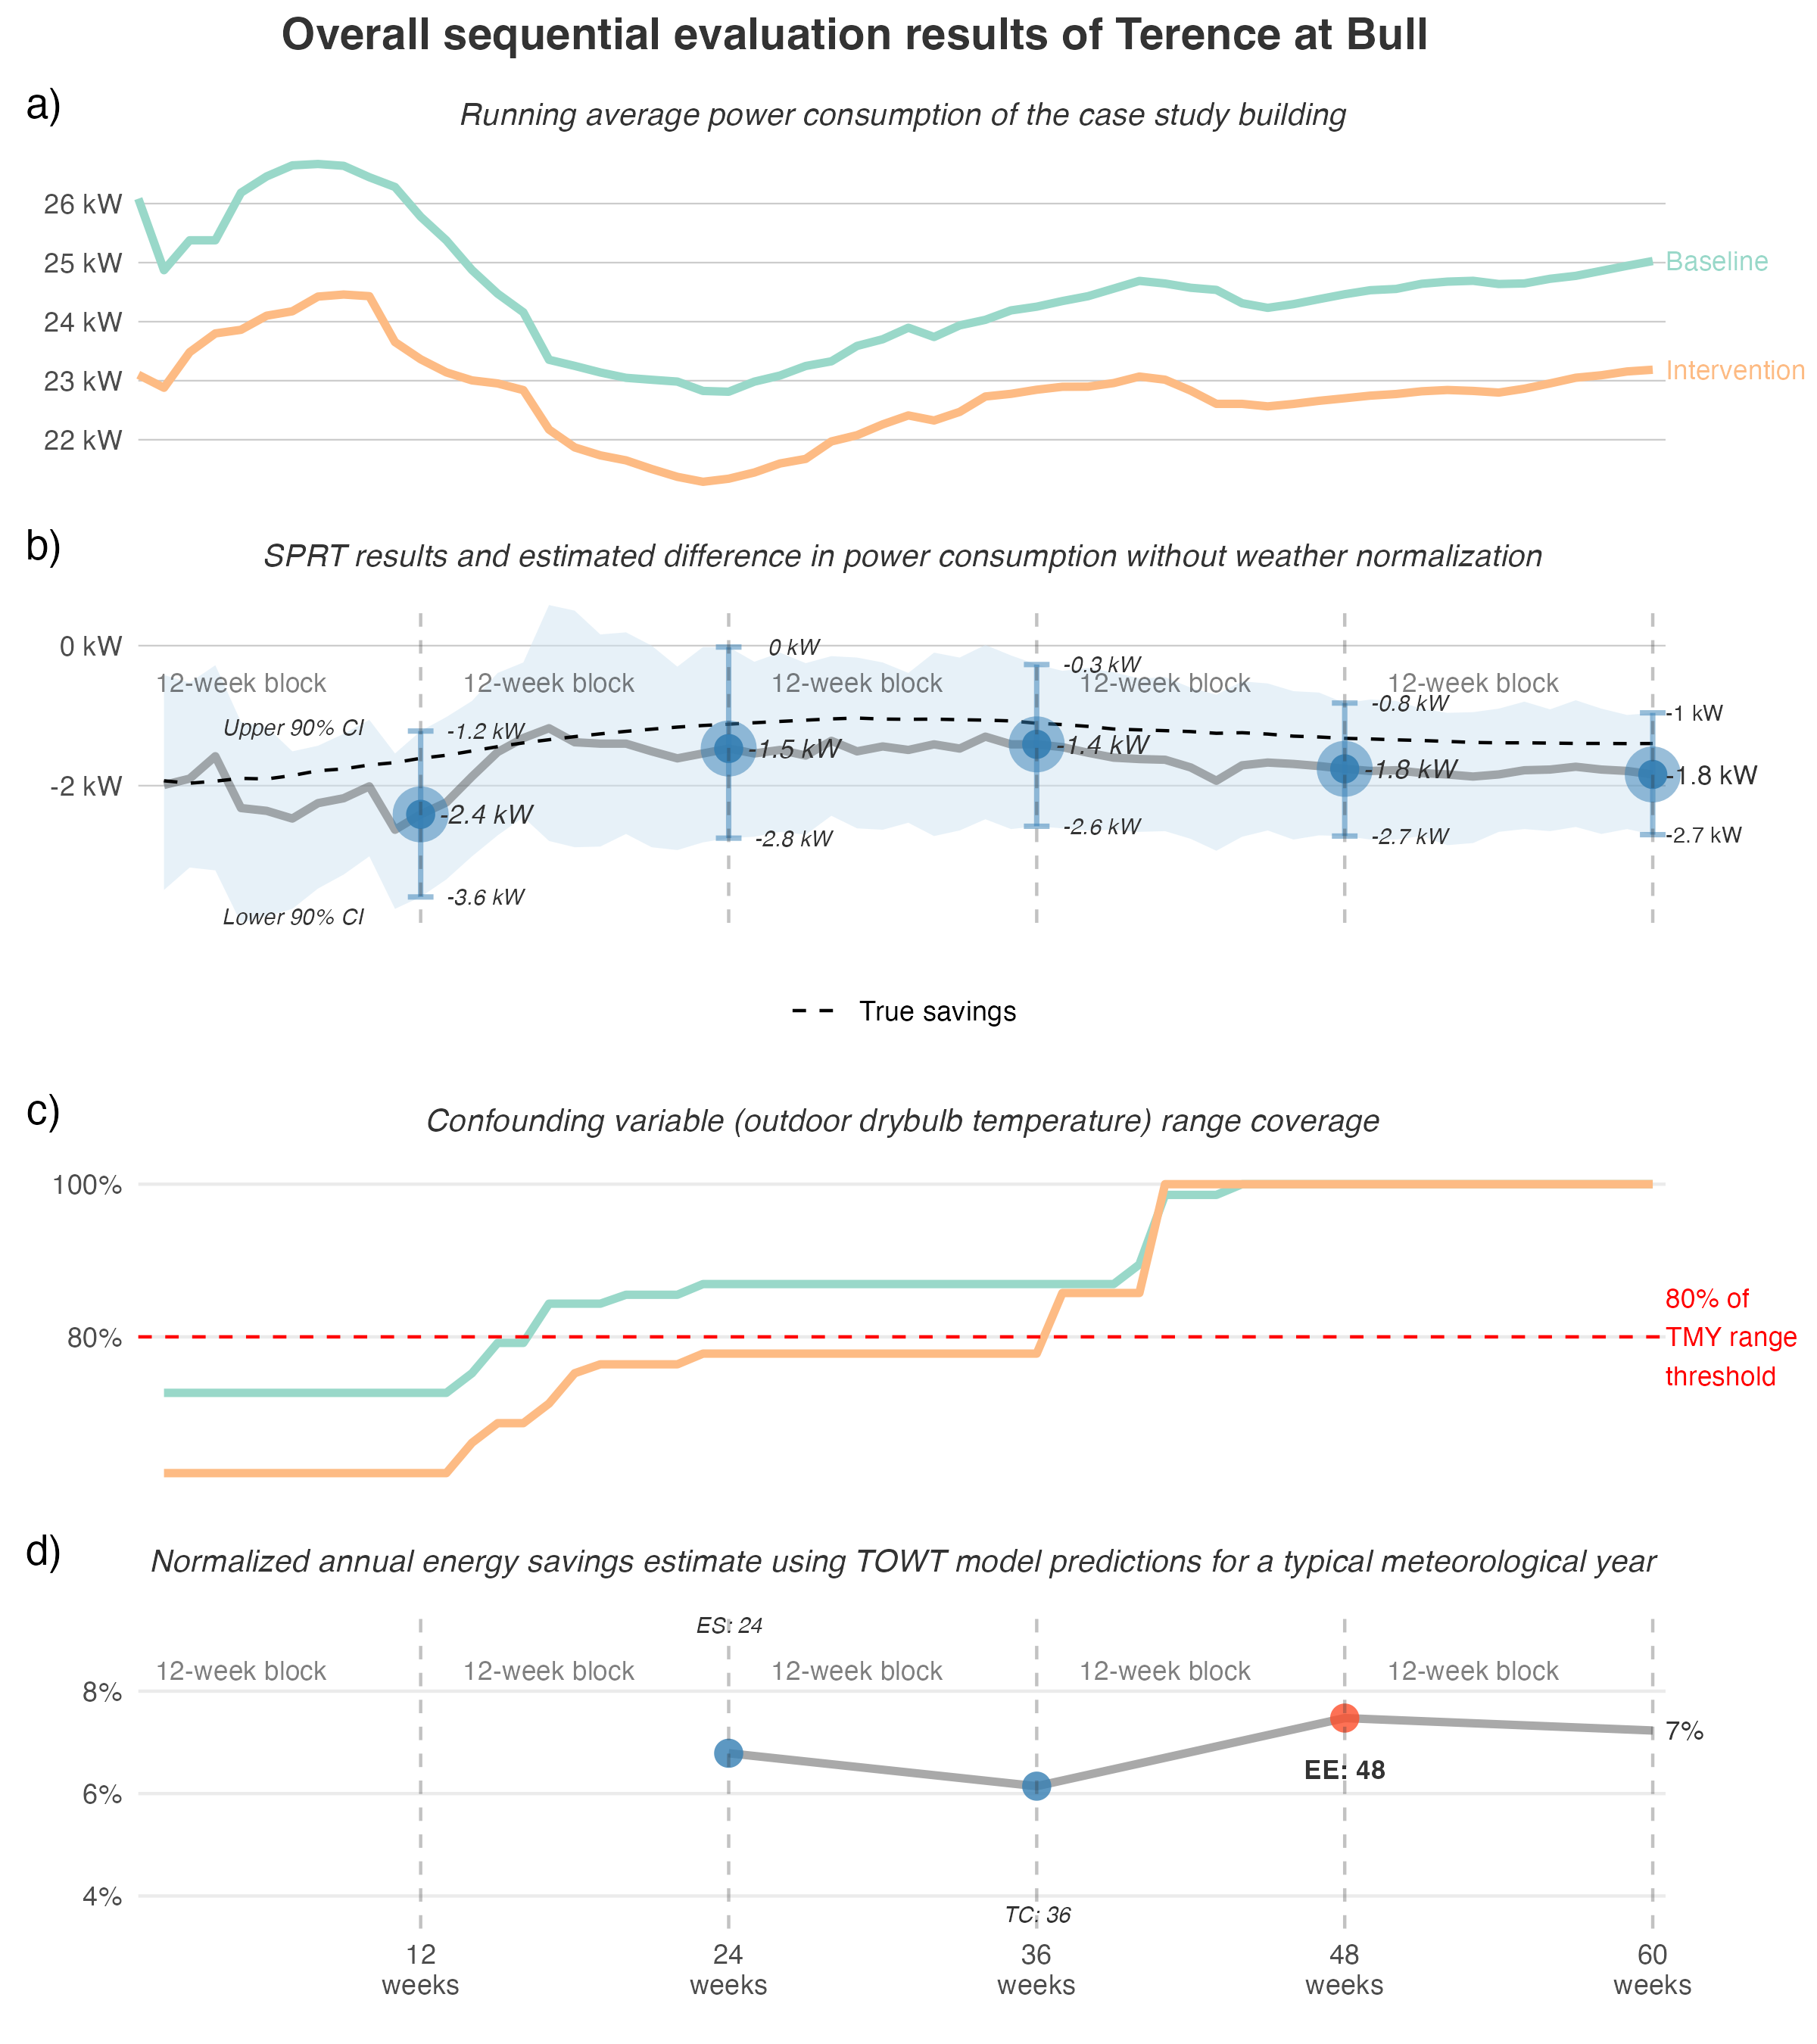 Overall sequential evaluation results of Terence at Bull
a)
Running average power consumption of the case study building
26 kW
25 kW
24 kW
23 kW
22 kW
Baseline
Intervention
b)
SPRT results and estimated difference in power consumption without weather normalization
0 kW
-2 kW
12-week block
12-week block
12-week block
12-week block
12-week block
Upper 90% CI
Lower 90% CI
-1.2 kW
-2.4 kW
-3.6 kW
0 kW
-1.5 kW
-2.8 kW
-0.3 kW
-1.4 kW
-2.6 kW
-0.8 kW
-1.8 kW
-2.7 kW
-1 kW
-1.8 kW
-2.7 kW
True savings
c)
Confounding variable (outdoor drybulb temperature) range coverage
100%
80%
80% of
TMY range
threshold
d)
Normalized annual energy savings estimate using TOWT model predictions for a typical meteorological year
ES: 24
12-week block
12-week block
12-week block
12-week block
12-week block
8%
6%
4%
7%
EE: 48
TC: 36
12
weeks
24
weeks
36
weeks
48
weeks
60
weeks